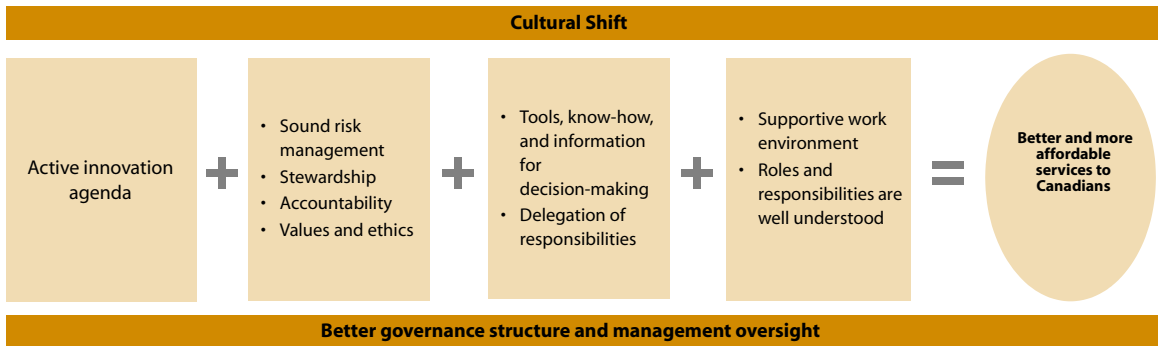 Cultural Shift
Active innovation
agenda
+
• Sound risk
management
• Stewardship
• Accountability
• Values and ethics
+
• Tools, know-how,
and information
for
decision-making
• Delegation of
responsibilities
+
• Supportive work
environment
• Roles and
responsibilities are
well understood
=
Better and more
affordable
services to
Canadians
Better governance structure and management oversight